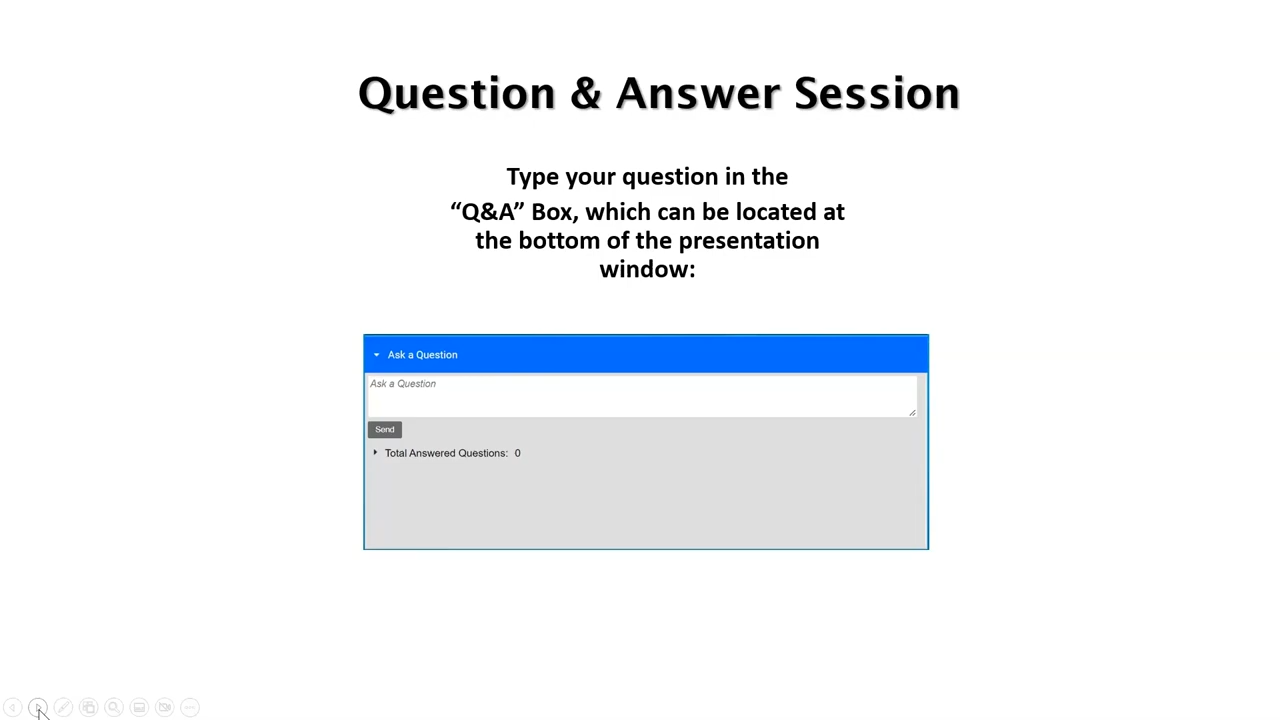 Question & Answer Session
Type your question in the
“Q&A” Box, which can be located at
the bottom of the presentation
window:
Ask a Question
Ask a Question
Send
Total Answered Questions: 0